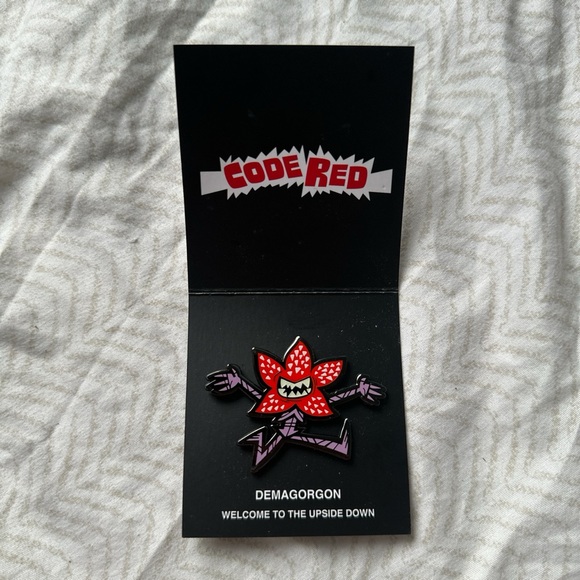 CODE RED
DEMAGORGON
WELCOME TO THE UPSIDE DOWN